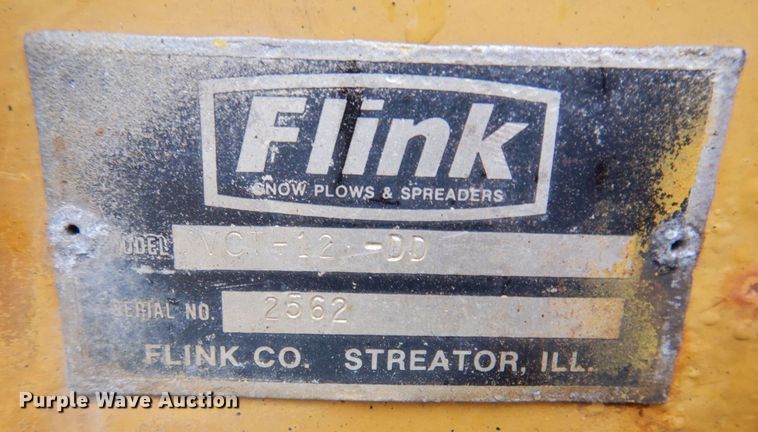 Flink
SNOW PLOWS & SPREADERS
MODEL VCT-12 -DD
SERIAL NO. 2562
FLINK CO. STREATOR, ILL.
Purple Wave Auction